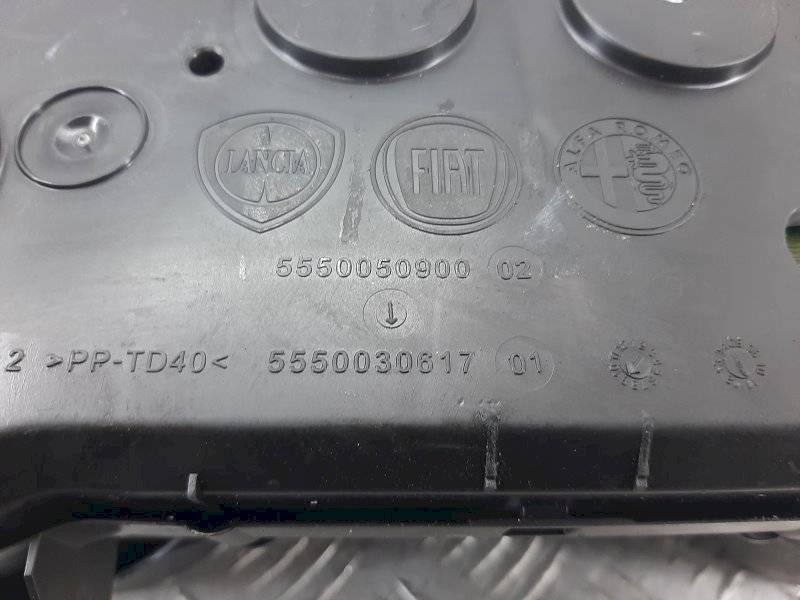 LANCIA FIAT ALFA ROMEO
5550050900 02
2 >PP-TD40< 5550030617 01